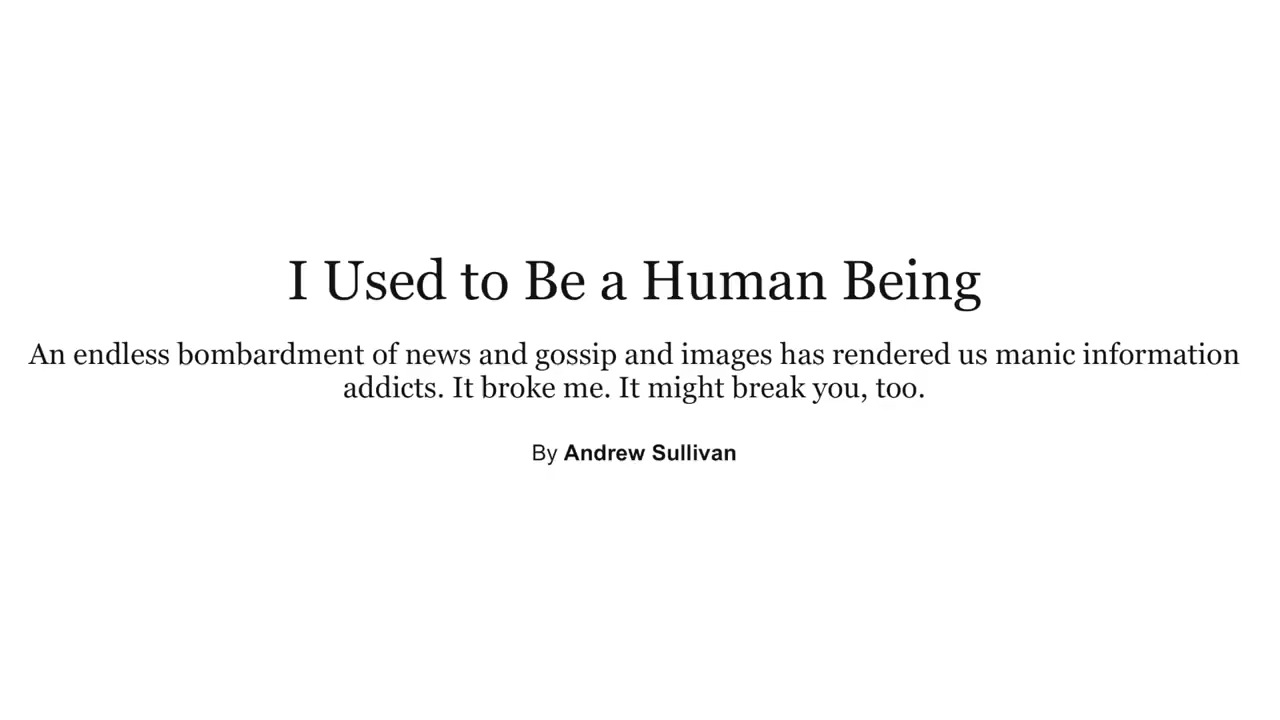 I Used to Be a Human Being
An endless bombardment of news and gossip and images has rendered us manic information
addicts. It broke me. It might break you, too.
By Andrew Sullivan